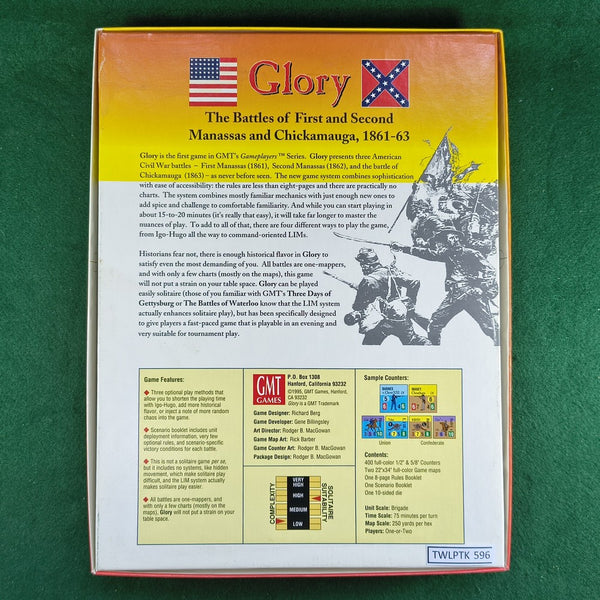 Glory
The Battles of First and Second
Manassas and Chickamauga, 1861-63
Glory is the first game in GMT's Gameplayers™ Series. Glory presents three American
Civil War battles – First Manassas (1861), Second Manassas (1862), and the battle of
Chickamauga (1863) – as never before seen. The new game system combines sophistication
with ease of accessibility: the rules are less than eight-pages and there are practically no
charts. The system combines mostly familiar mechanics with just enough new ones to
add spice and challenge to comfortable familiarity. And while you can start playing in
about 15-to-20 minutes (it's really that easy), it will take far longer to master the
nuances of play. To add to all of that, there are four different ways to play the game,
from Igo-Hugo all the way to command-oriented LIMs.
Historians fear not, there is enough historical flavor in Glory to
satisfy even the most demanding of you. All battles are one-mappers,
and with only a few charts (mostly on the maps), this game
will not put a strain on your table space. Glory can be played
easily solitaire (those of you familiar with GMT's Three Days of
Gettysburg or The Battles of Waterloo know that the LIM system
actually enhances solitaire play), but has been specifically designed
to give players a fast-paced game that is playable in an evening and
very suitable for tournament play.
Game Features:
Three optional play methods that
allow you to shorten the playing time
with Igo-Hugo, add more historical
flavor, or inject a note of more random
chaos into the game.
Scenario booklet includes unit
deployment information, very few
optional rules, and scenario-specific
victory conditions for each battle.
This is not a solitaire game per se,
but it includes no systems, like hidden
movement, which make solitaire play
difficult, and the LIM system actually
makes solitaire play easier.
All battles are one-mappers, and
with only a few charts (mostly on the
maps), Glory will not put a strain on your
table space.
GMT
GAMES
P.O. Box 1308
Hanford, California 93232
©1995, GMT Games, Hanford,
CA 93232
Glory is a GMT Trademark.
Game Designer: Richard Berg
Game Developer: Gene Billingsley
Art Director: Rodger B. MacGowan
Game Map Art: Rick Barber
Game Counter Art: Rodger B. MacGowan
Package Design: Rodger B. MacGowan
COMPLEXITY
VERY
HIGH
HIGH
MEDIUM
LOW
SOLITAIRE
SUITABILITY
Sample Counters:
Union
Confederate
Contents:
400 full-color 1/2" & 5/8" Counters
Two 22"x34" full-color Game maps
One 8-page Rules Booklet
One Scenario Booklet
One 10-sided die
Unit Scale: Brigade
Time Scale: 75 minutes per turn
Map Scale: 250 yards per hex
Players: One-or-Two
TWLPTK 596